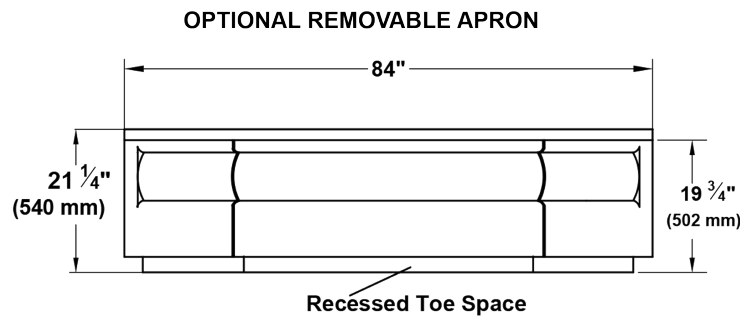 OPTIONAL REMOVABLE APRON
84"
21 ¼"
(540 mm)
19 ¾"
(502 mm)
Recessed Toe Space